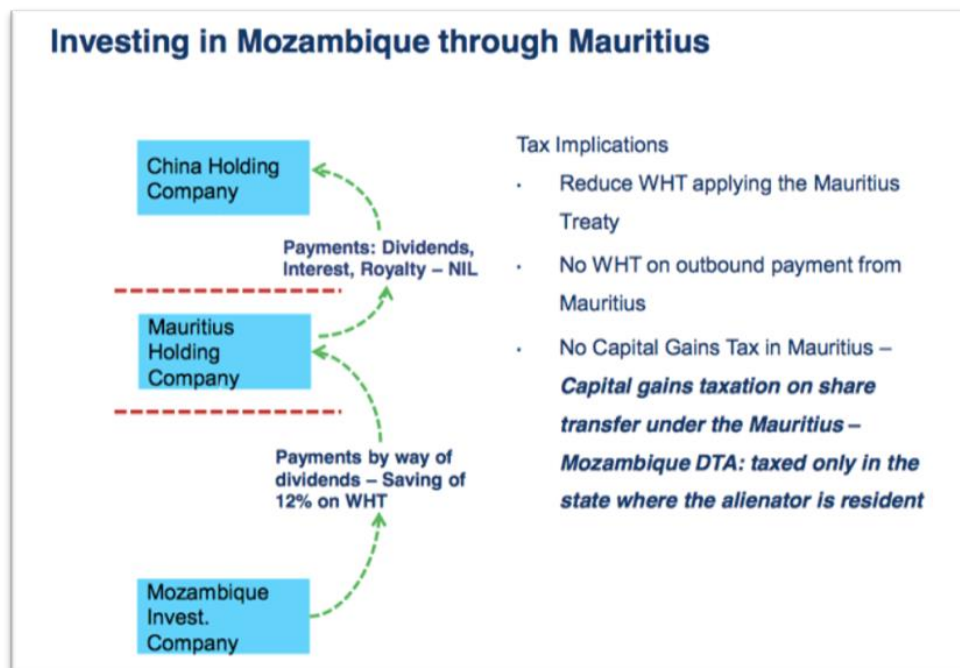 Investing in Mozambique through Mauritius
China Holding
Company
Payments: Dividends,
Interest, Royalty – NIL
Mauritius
Holding
Company
Payments by way of
dividends – Saving of
12% on WHT
Mozambique
Invest.
Company
Tax Implications
· Reduce WHT applying the Mauritius
Treaty
· No WHT on outbound payment from
Mauritius
· No Capital Gains Tax in Mauritius –
Capital gains taxation on share
transfer under the Mauritius –
Mozambique DTA: taxed only in the
state where the alienator is resident